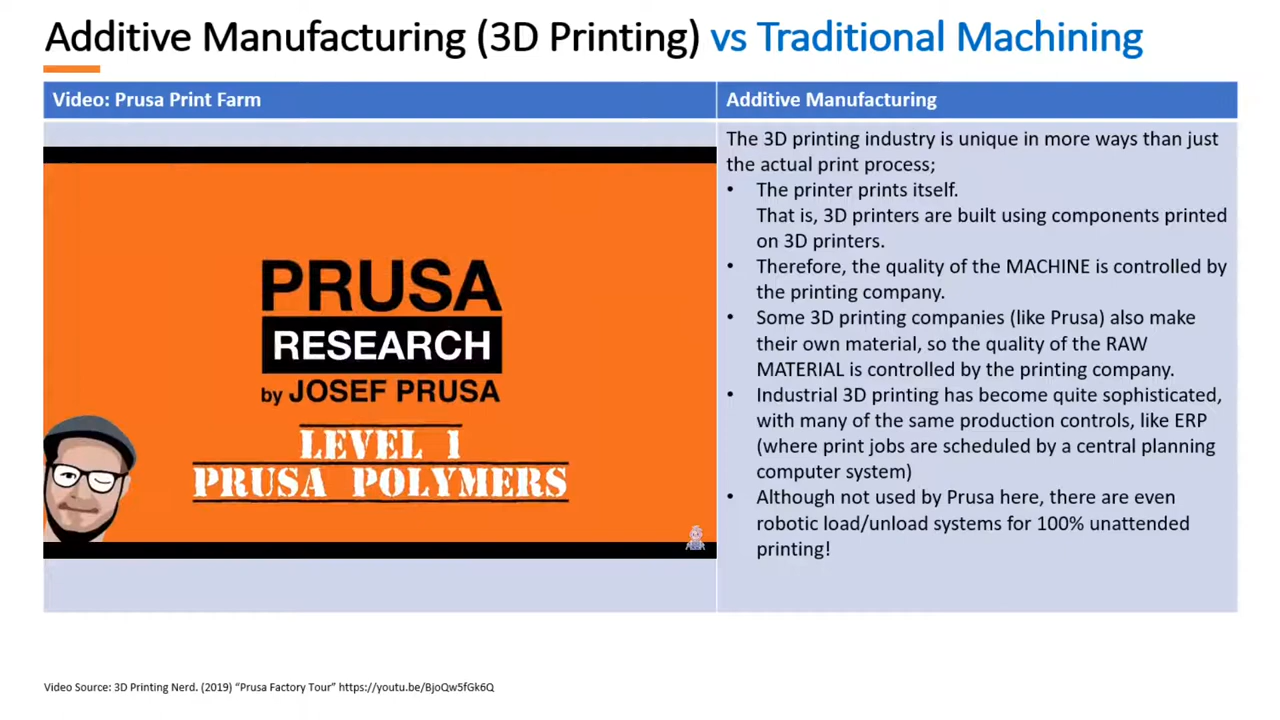 Additive Manufacturing (3D Printing) vs Traditional Machining
Video: Prusa Print Farm
PRUSA
RESEARCH
by JOSEF PRUSA
LEVEL 1
PRUSA POLYMERS
Additive Manufacturing
The 3D printing industry is unique in more ways than just
the actual print process;
• The printer prints itself.
That is, 3D printers are built using components printed
on 3D printers.
• Therefore, the quality of the MACHINE is controlled by
the printing company.
• Some 3D printing companies (like Prusa) also make
their own material, so the quality of the RAW
MATERIAL is controlled by the printing company.
• Industrial 3D printing has become quite sophisticated,
with many of the same production controls, like ERP
(where print jobs are scheduled by a central planning
computer system)
• Although not used by Prusa here, there are even
robotic load/unload systems for 100% unattended
printing!
Video Source: 3D Printing Nerd. (2019) “Prusa Factory Tour” https://youtu.be/BjoQw5fGk6Q